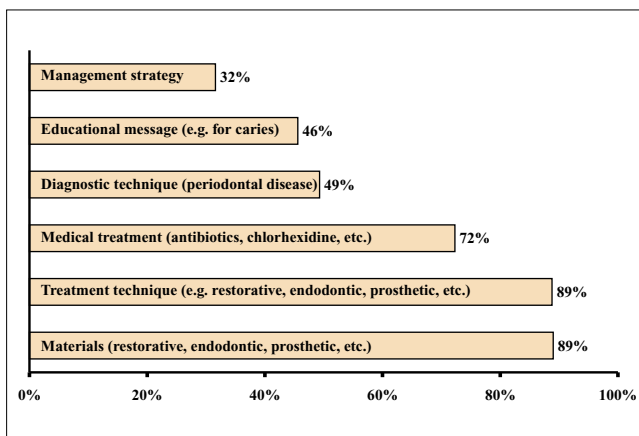 Management strategy 32%
Educational message (e.g. for caries) 46%
Diagnostic technique (periodontal disease) 49%
Medical treatment (antibiotics, chlorhexidine, etc.) 72%
Treatment technique (e.g. restorative, endodontic, prosthetic, etc.) 89%
Materials (restorative, endodontic, prosthetic, etc.) 89%
0% 20% 40% 60% 80% 100%